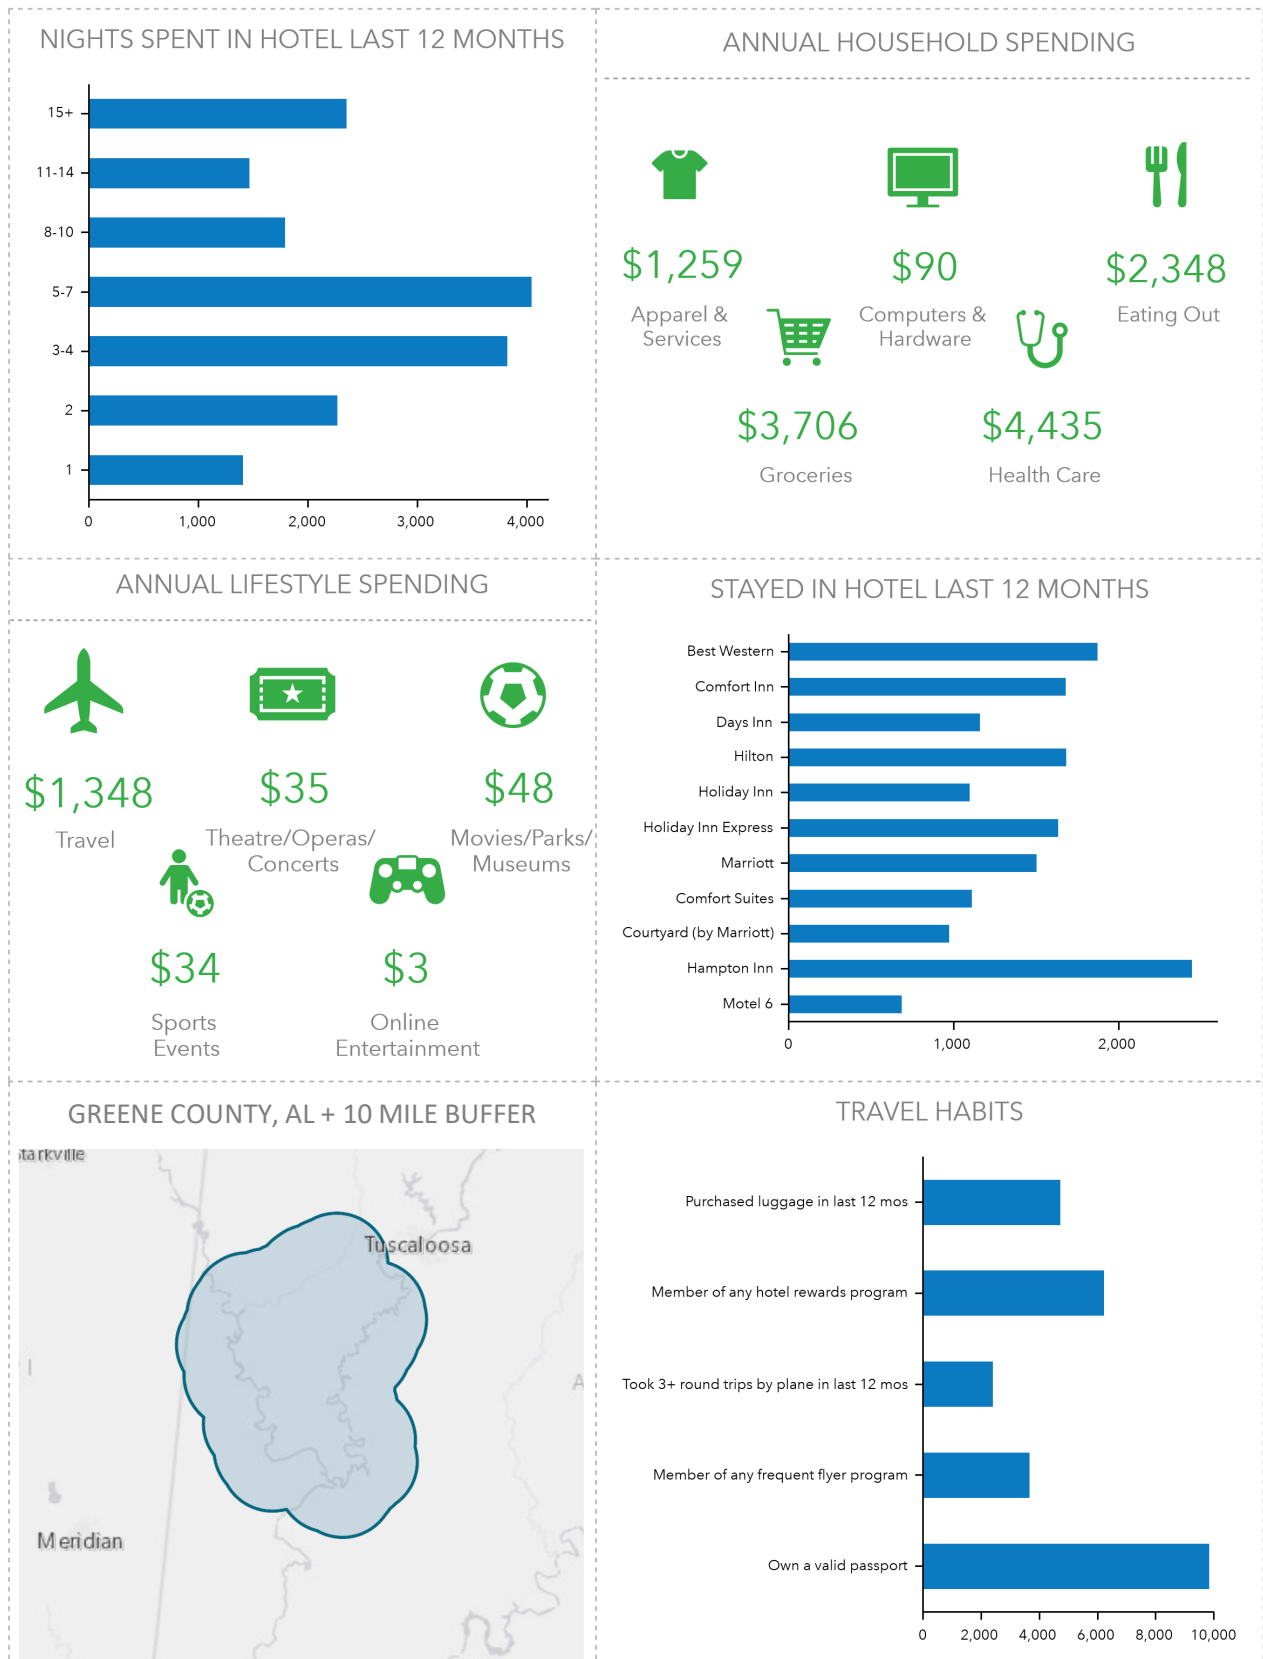 NIGHTS SPENT IN HOTEL LAST 12 MONTHS
15+
11-14
8-10
5-7
3-4
2
1
0 1,000 2,000 3,000 4,000
ANNUAL HOUSEHOLD SPENDING
$1,259
Apparel &
Services
$90
Computers &
Hardware
$2,348
Eating Out
$3,706
Groceries
$4,435
Health Care
ANNUAL LIFESTYLE SPENDING
$1,348
Travel
$35
Theatre/Operas/
Concerts
$48
Movies/Parks/
Museums
$34
Sports
Events
$3
Online
Entertainment
STAYED IN HOTEL LAST 12 MONTHS
Best Western
Comfort Inn
Days Inn
Hilton
Holiday Inn
Holiday Inn Express
Marriott
Comfort Suites
Courtyard (by Marriott)
Hampton Inn
Motel 6
0 1,000 2,000
GREENE COUNTY, AL + 10 MILE BUFFER
Starkville
Tuscaloosa
Meridian
TRAVEL HABITS
Purchased luggage in last 12 mos
Member of any hotel rewards program
Took 3+ round trips by plane in last 12 mos
Member of any frequent flyer program
Own a valid passport
0 2,000 4,000 6,000 8,000 10,000